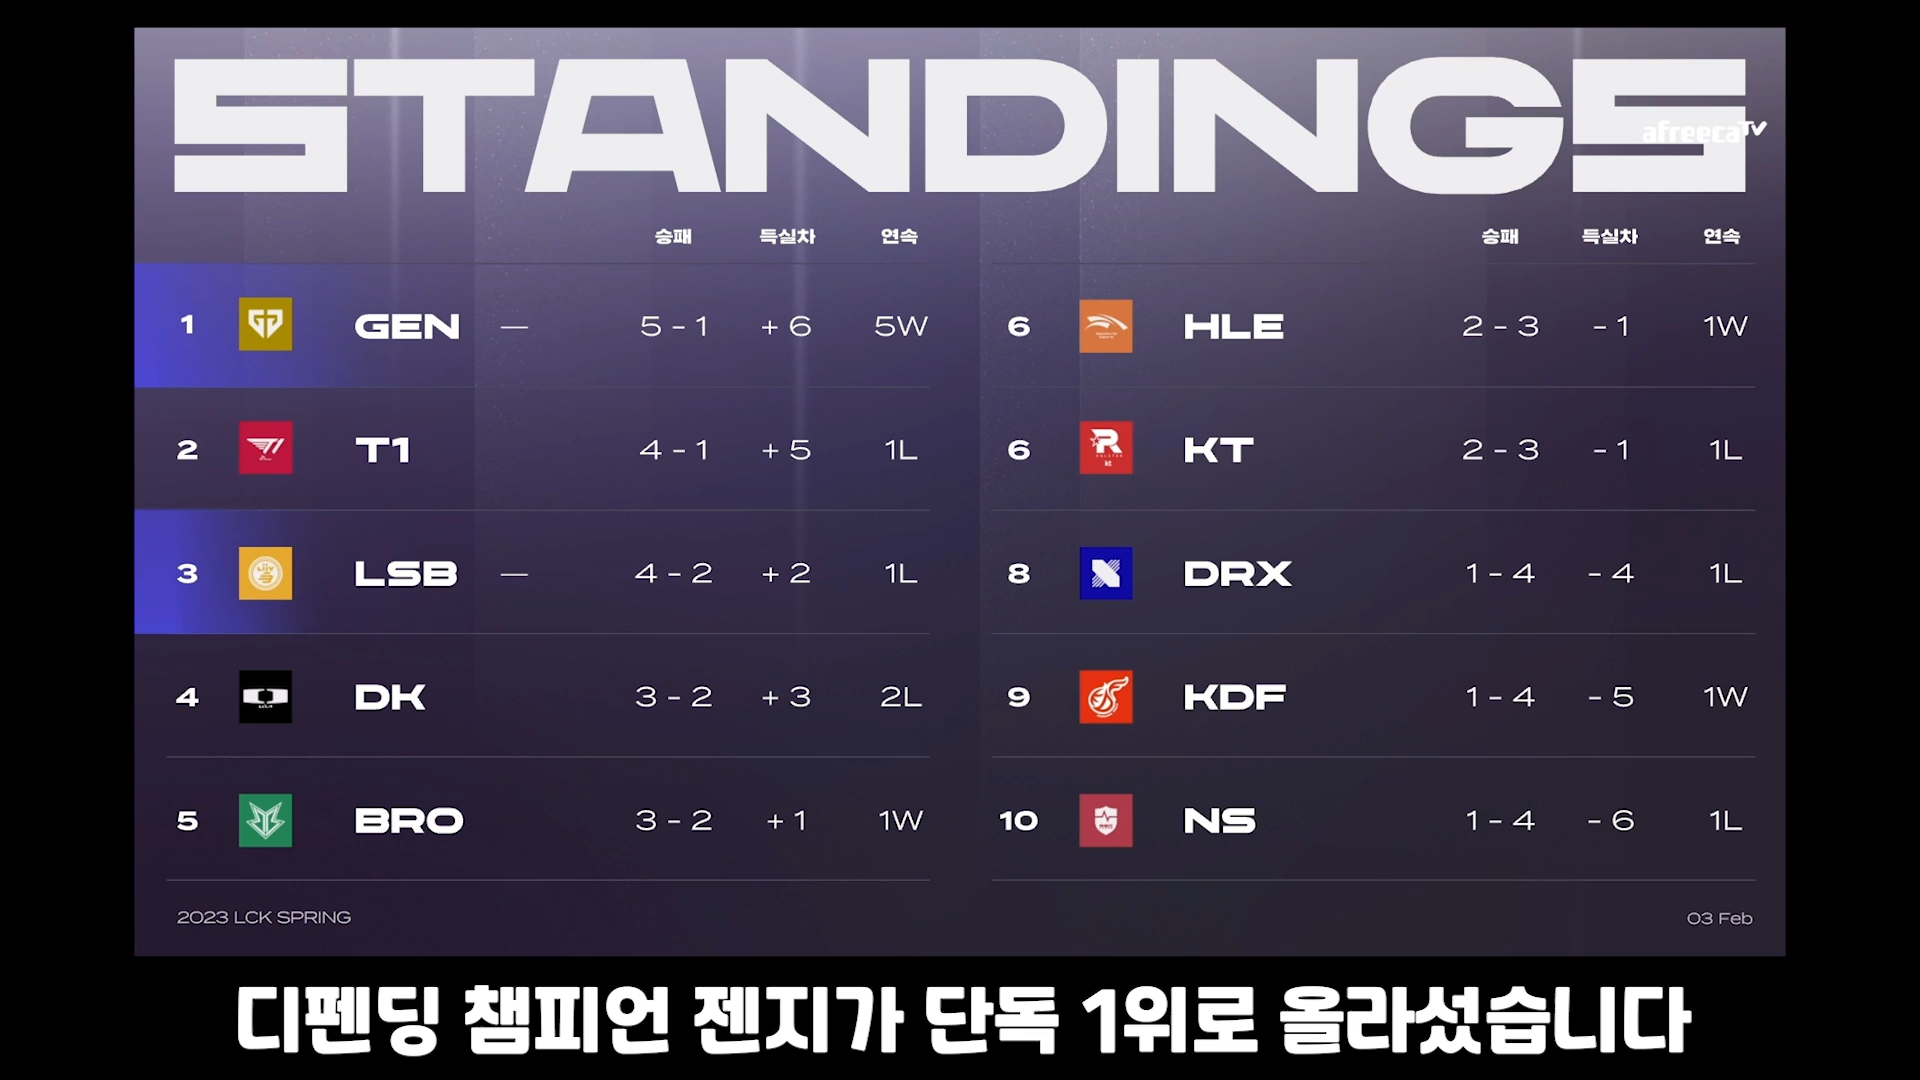 STANDINGS
afreecaTV
승패 득실차 연속
1 GEN — 5 - 1 + 6 5W
2 T1 4 - 1 + 5 1L
3 LSB — 4 - 2 + 2 1L
4 DK 3 - 2 + 3 2L
5 BRO 3 - 2 + 1 1W
승패 득실차 연속
6 HLE 2 - 3 - 1 1W
6 KT 2 - 3 - 1 1L
8 DRX 1 - 4 - 4 1L
9 KDF 1 - 4 - 5 1W
10 NS 1 - 4 - 6 1L
2023 LCK SPRING
03 Feb
디펜딩 챔피언 젠지가 단독 1위로 올라섰습니다